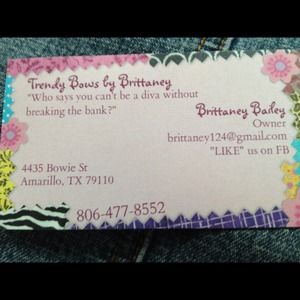 Trendy Bows by Brittaney
"Who says you can't be a diva without
breaking the bank?"
Brittaney Bailey
Owner
brittaney124@gmail.com
"LIKE" us on FB
4435 Bowie St
Amarillo, TX 79110
806-477-8552